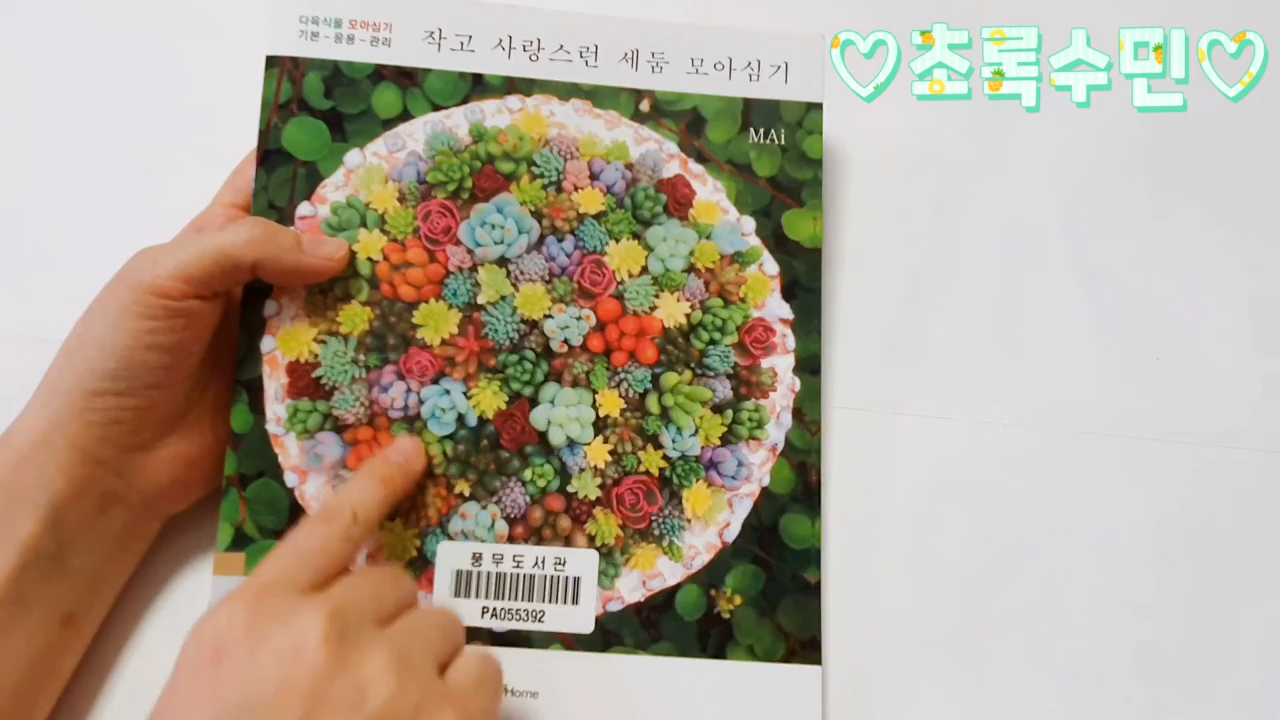 다육식물 모아심기
기본-응용-관리
작고 사랑스런 세둠 모아심기
MAi
♡초록수민♡
풍무도서관
PA055392
Home